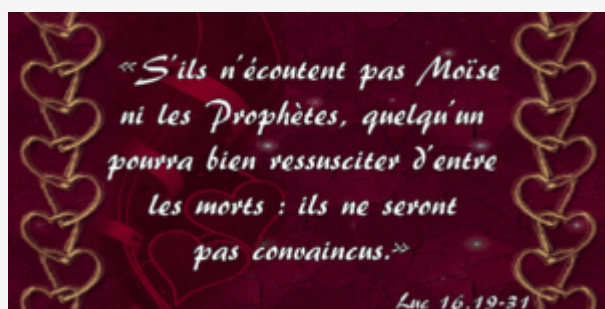 «S'ils n'écoutent pas Moïse
ni les Prophètes, quelqu'un
pourra bien ressusciter d'entre
les morts : ils ne seront
pas convaincus.»
Luc 16,19-31